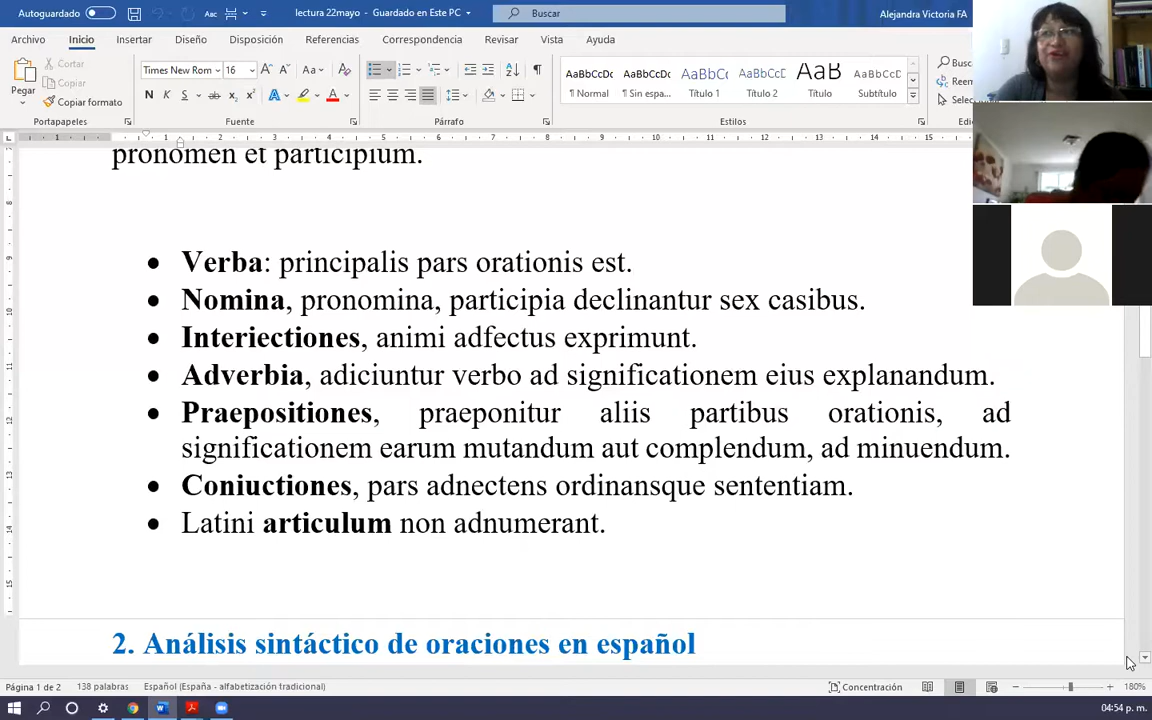 Autoguardado
lectura 22mayo - Guardado en Este PC
Buscar
Alejandra Victoria FA
Archivo Inicio Insertar Diseño Disposición Referencias Correspondencia Revisar Vista Ayuda
Pegar
Cortar
Copiar
Copiar formato
Portapapeles
Times New Rom 16
Fuente
Párrafo
AaBbCcDc AaBbCcDc AaBbCcD AaBbCcD AaB AaBbCcDc
¶ Normal ¶ Sin espa... Título 1 Título 2 Título Subtítulo
Estilos
pronomen et participium.
• Verba: principalis pars orationis est.
• Nomina, pronomina, participia declinantur sex casibus.
• Interiectiones, animi adfectus exprimunt.
• Adverbia, adiciuntur verbo ad significationem eius explanandum.
• Praepositiones, praeponitur aliis partibus orationis, ad
significationem earum mutandum aut complendum, ad minuendum.
• Coniuctiones, pars adnectens ordinansque sententiam.
• Latini articulum non adnumerant.
2. Análisis sintáctico de oraciones en español
Página 1 de 2 138 palabras Español (España - alfabetización tradicional) Concentración 180%
04:54 p. m.